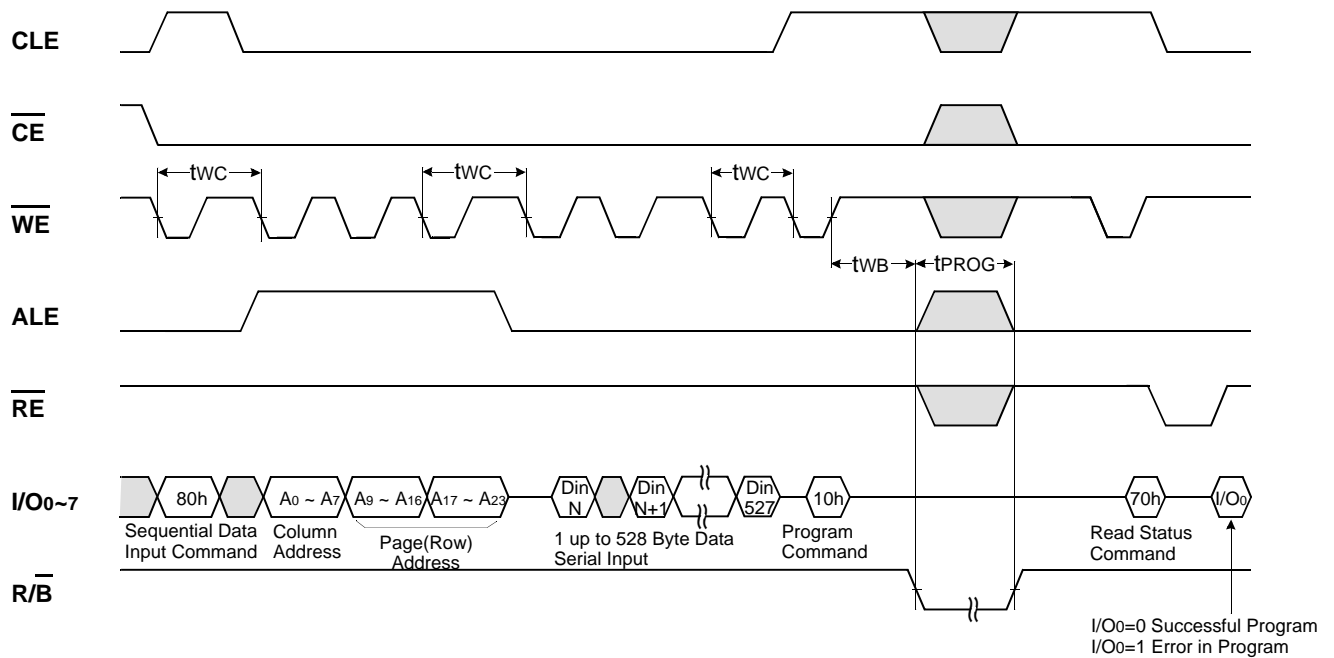 CLE
CE
tWC tWC tWC
WE
tWB tPROG
ALE
RE
I/O0~7 80h A0 ~ A7 A9 ~ A16 A17 ~ A23 Din N Din N+1 Din 527 10h 70h I/O0
Sequential Data Input Command
Column Address
Page(Row) Address
1 up to 528 Byte Data Serial Input
Program Command
Read Status Command
R/B
I/O0=0 Successful Program
I/O0=1 Error in Program